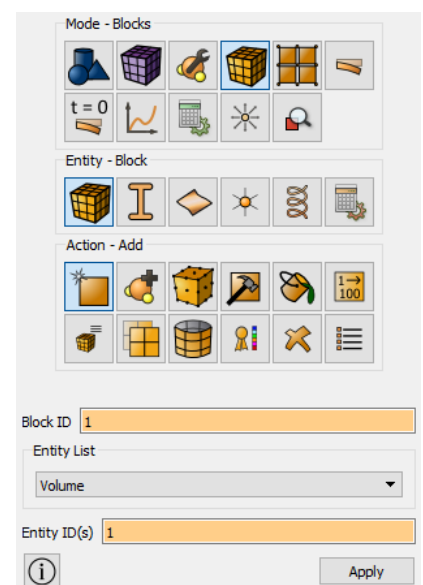 Mode - Blocks
t = 0
Entity - Block
Action - Add
1→
100
Block ID 1
Entity List
Volume
Entity ID(s) 1
i
Apply